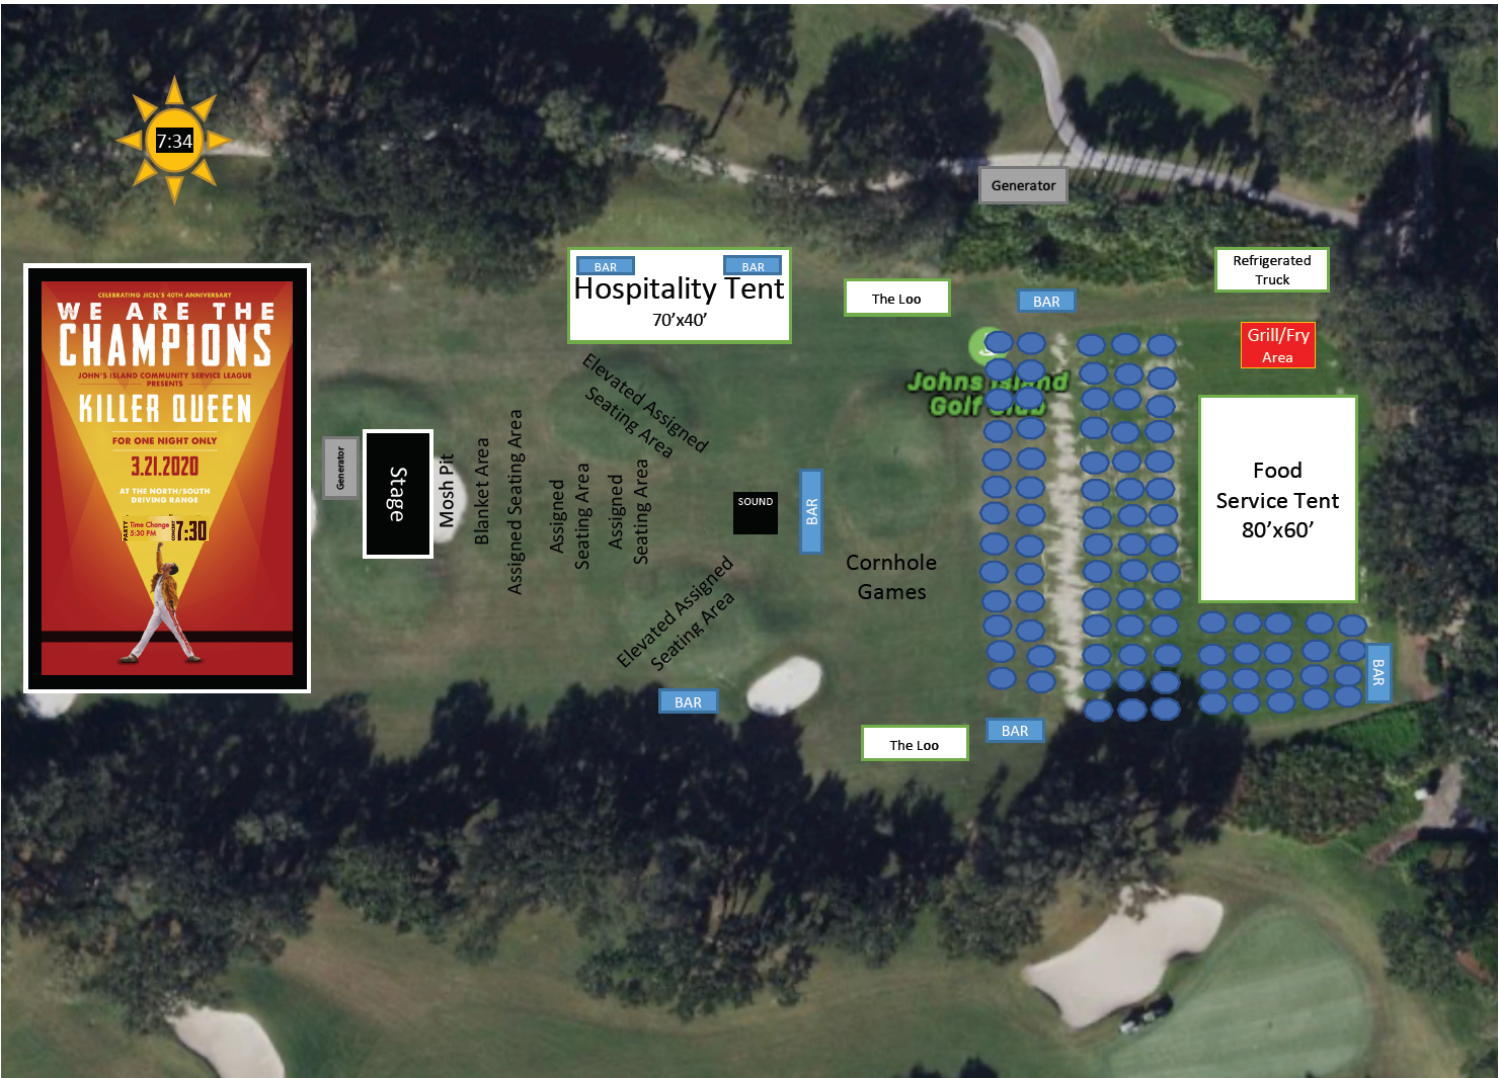 7:34
CELEBRATING JICSL'S 40TH ANNIVERSARY
WE ARE THE
CHAMPIONS
JOHN'S ISLAND COMMUNITY SERVICE LEAGUE
PRESENTS
KILLER QUEEN
FOR ONE NIGHT ONLY
3.21.2020
AT THE NORTH/SOUTH
DRIVING RANGE
PARTY
Time Change
5:30 PM
CONCERT
7:30
Generator
Stage
Mosh Pit
Blanket Area
Assigned Seating Area
Assigned
Seating Area
Assigned
Seating Area
Elevated Assigned
Seating Area
Elevated Assigned
Seating Area
BAR
BAR
Hospitality Tent
70'x40'
SOUND
BAR
BAR
The Loo
BAR
Generator
Johns Island
Golf Club
Cornhole
Games
The Loo
BAR
Refrigerated
Truck
Grill/Fry
Area
Food
Service Tent
80'x60'
BAR